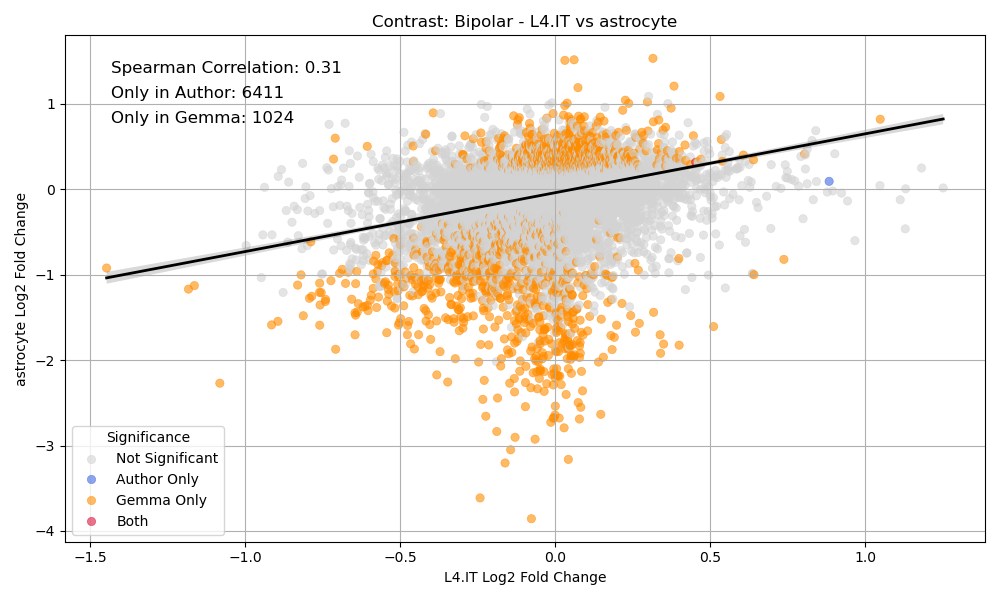 Contrast: Bipolar - L4.IT vs astrocyte
Spearman Correlation: 0.31
Only in Author: 6411
Only in Gemma: 1024
astrocyte Log2 Fold Change
1
0
−1
−2
−3
−4
Significance
Not Significant
Author Only
Gemma Only
Both
−1.5 −1.0 −0.5 0.0 0.5 1.0
L4.IT Log2 Fold Change